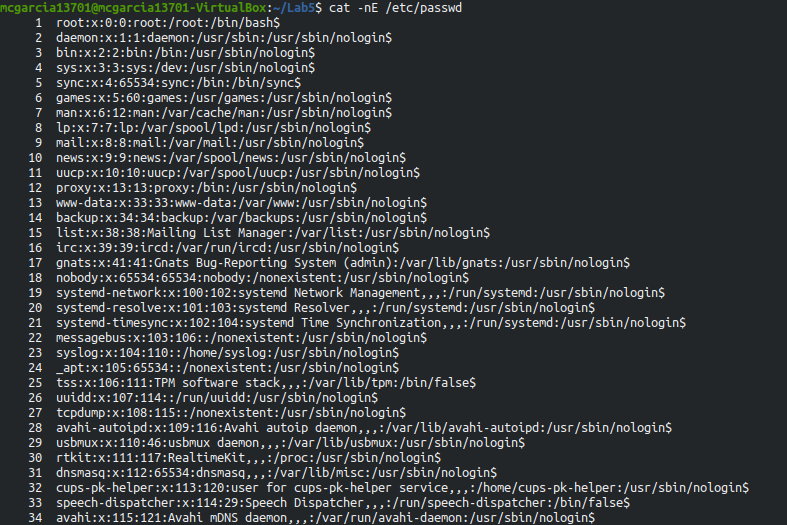 mcgarcia13701@mcgarcia13701-VirtualBox:~/Lab5$ cat -nE /etc/passwd
1 root:x:0:0:root:/root:/bin/bash$
2 daemon:x:1:1:daemon:/usr/sbin:/usr/sbin/nologin$
3 bin:x:2:2:bin:/bin:/usr/sbin/nologin$
4 sys:x:3:3:sys:/dev:/usr/sbin/nologin$
5 sync:x:4:65534:sync:/bin:/bin/sync$
6 games:x:5:60:games:/usr/games:/usr/sbin/nologin$
7 man:x:6:12:man:/var/cache/man:/usr/sbin/nologin$
8 lp:x:7:7:lp:/var/spool/lpd:/usr/sbin/nologin$
9 mail:x:8:8:mail:/var/mail:/usr/sbin/nologin$
10 news:x:9:9:news:/var/spool/news:/usr/sbin/nologin$
11 uucp:x:10:10:uucp:/var/spool/uucp:/usr/sbin/nologin$
12 proxy:x:13:13:proxy:/bin:/usr/sbin/nologin$
13 www-data:x:33:33:www-data:/var/www:/usr/sbin/nologin$
14 backup:x:34:34:backup:/var/backups:/usr/sbin/nologin$
15 list:x:38:38:Mailing List Manager:/var/list:/usr/sbin/nologin$
16 irc:x:39:39:ircd:/var/run/ircd:/usr/sbin/nologin$
17 gnats:x:41:41:Gnats Bug-Reporting System (admin):/var/lib/gnats:/usr/sbin/nologin$
18 nobody:x:65534:65534:nobody:/nonexistent:/usr/sbin/nologin$
19 systemd-network:x:100:102:systemd Network Management,,,:/run/systemd:/usr/sbin/nologin$
20 systemd-resolve:x:101:103:systemd Resolver,,,:/run/systemd:/usr/sbin/nologin$
21 systemd-timesync:x:102:104:systemd Time Synchronization,,,:/run/systemd:/usr/sbin/nologin$
22 messagebus:x:103:106::/nonexistent:/usr/sbin/nologin$
23 syslog:x:104:110::/home/syslog:/usr/sbin/nologin$
24 _apt:x:105:65534::/nonexistent:/usr/sbin/nologin$
25 tss:x:106:111:TPM software stack,,,:/var/lib/tpm:/bin/false$
26 uuidd:x:107:114::/run/uuidd:/usr/sbin/nologin$
27 tcpdump:x:108:115::/nonexistent:/usr/sbin/nologin$
28 avahi-autoipd:x:109:116:Avahi autoip daemon,,,:/var/lib/avahi-autoipd:/usr/sbin/nologin$
29 usbmux:x:110:46:usbmux daemon,,,:/var/lib/usbmux:/usr/sbin/nologin$
30 rtkit:x:111:117:RealtimeKit,,,:/proc:/usr/sbin/nologin$
31 dnsmasq:x:112:65534:dnsmasq,,,:/var/lib/misc:/usr/sbin/nologin$
32 cups-pk-helper:x:113:120:user for cups-pk-helper service,,,:/home/cups-pk-helper:/usr/sbin/nologin$
33 speech-dispatcher:x:114:29:Speech Dispatcher,,,:/run/speech-dispatcher:/bin/false$
34 avahi:x:115:121:Avahi mDNS daemon,,,:/var/run/avahi-daemon:/usr/sbin/nologin$